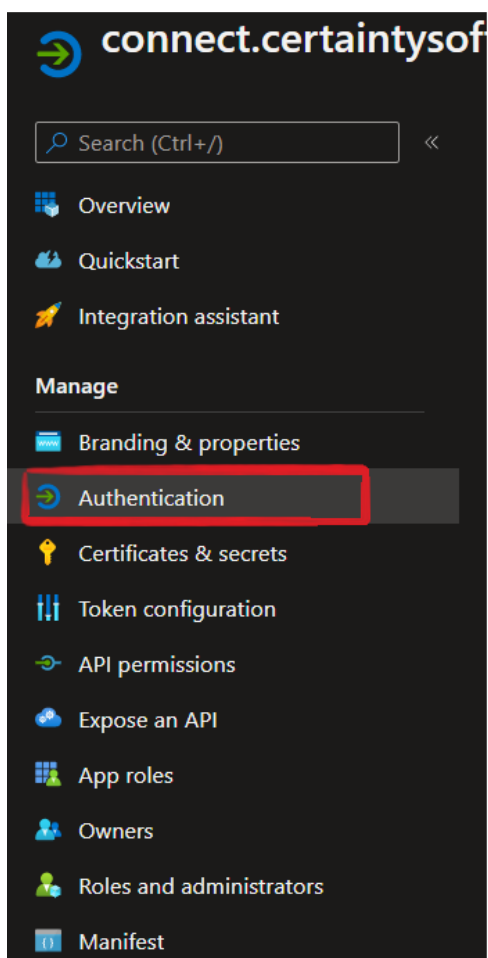 connect.certaintysof
Search (Ctrl+/)
Overview
Quickstart
Integration assistant
Manage
Branding & properties
Authentication
Certificates & secrets
Token configuration
API permissions
Expose an API
App roles
Owners
Roles and administrators
Manifest